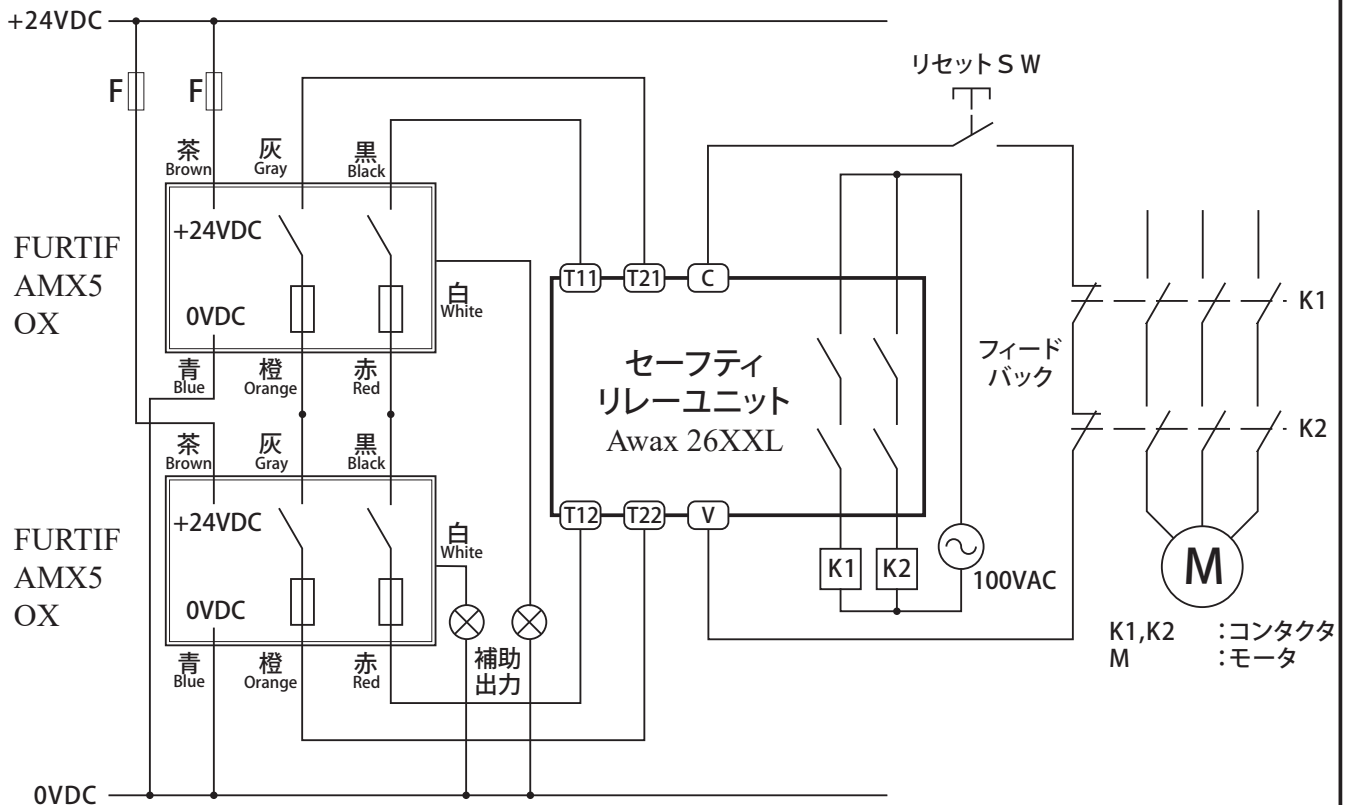 +24VDC
リセットSW
F
F
茶
Brown
灰
Gray
黒
Black
FURTIF
AMX5
OX
+24VDC
0VDC
白
White
青
Blue
橙
Orange
赤
Red
T11
T21
C
セーフティ
リレーユニット
Awax 26XXL
T12
T22
V
フィード
バック
K1
K2
茶
Brown
灰
Gray
黒
Black
FURTIF
AMX5
OX
+24VDC
0VDC
白
White
青
Blue
橙
Orange
赤
Red
補助
出力
K1
K2
100VAC
M
K1,K2 :コンタクタ
M :モータ
0VDC